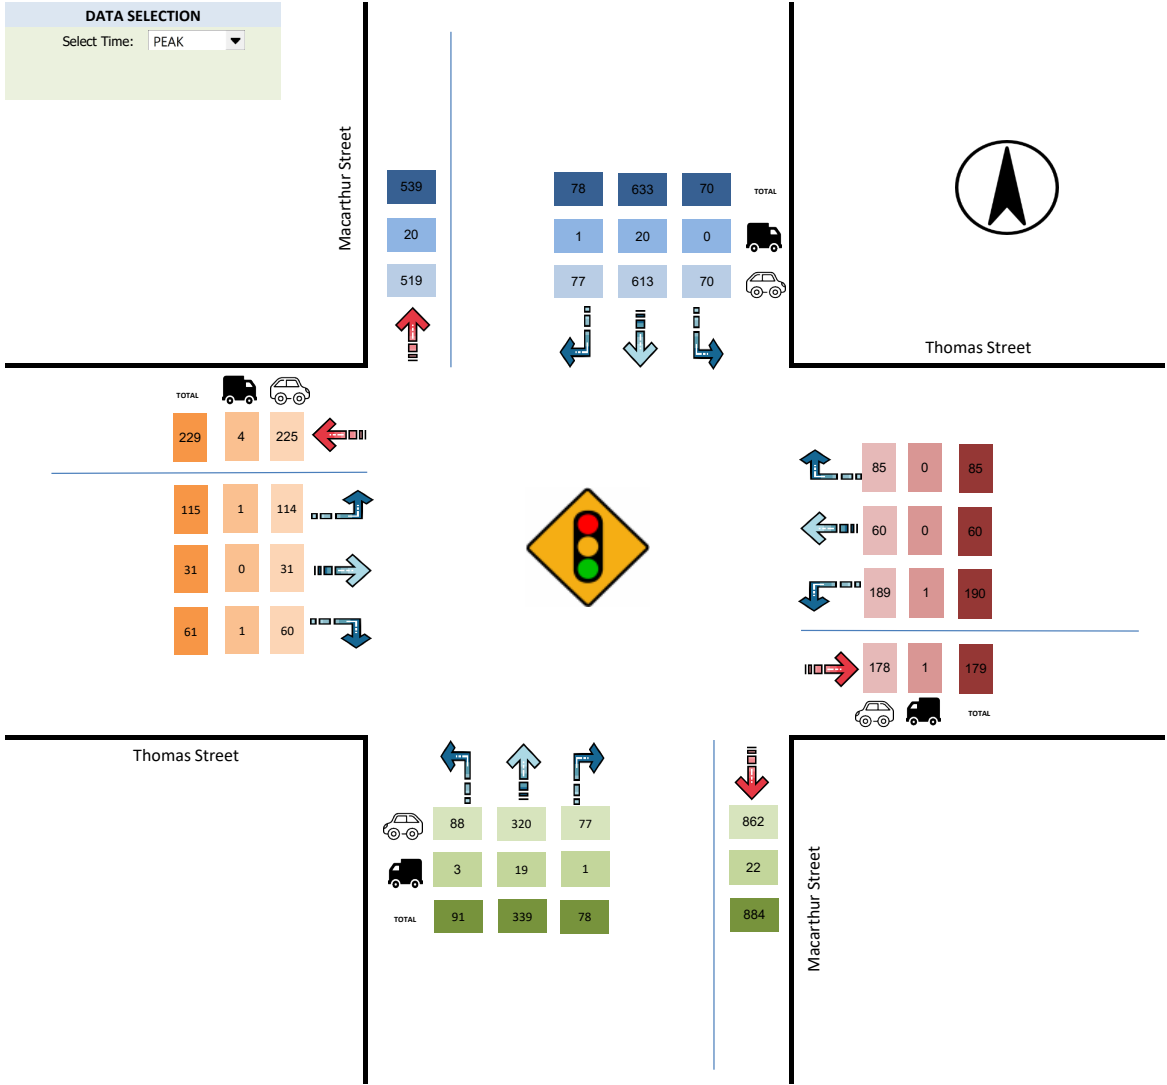 DATA SELECTION
Select Time: PEAK
Macarthur Street
539
20
519
78 633 70 TOTAL
1 20 0
77 613 70
Thomas Street
TOTAL
229 4 225
115 1 114
31 0 31
61 1 60
85 0 85
60 0 60
189 1 190
178 1 179
TOTAL
Thomas Street
88 320 77
3 19 1
TOTAL 91 339 78
862
22
884
Macarthur Street